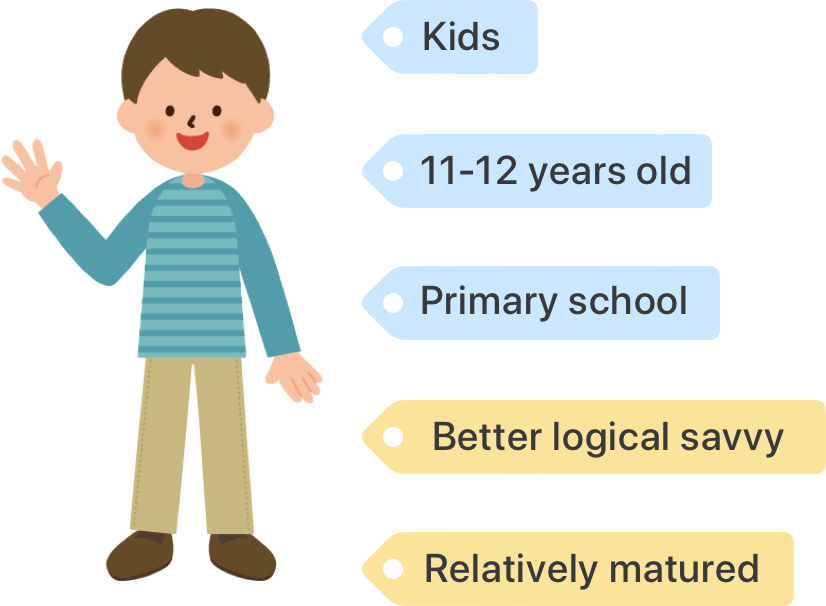 Kids
11-12 years old
Primary school
Better logical savvy
Relatively matured